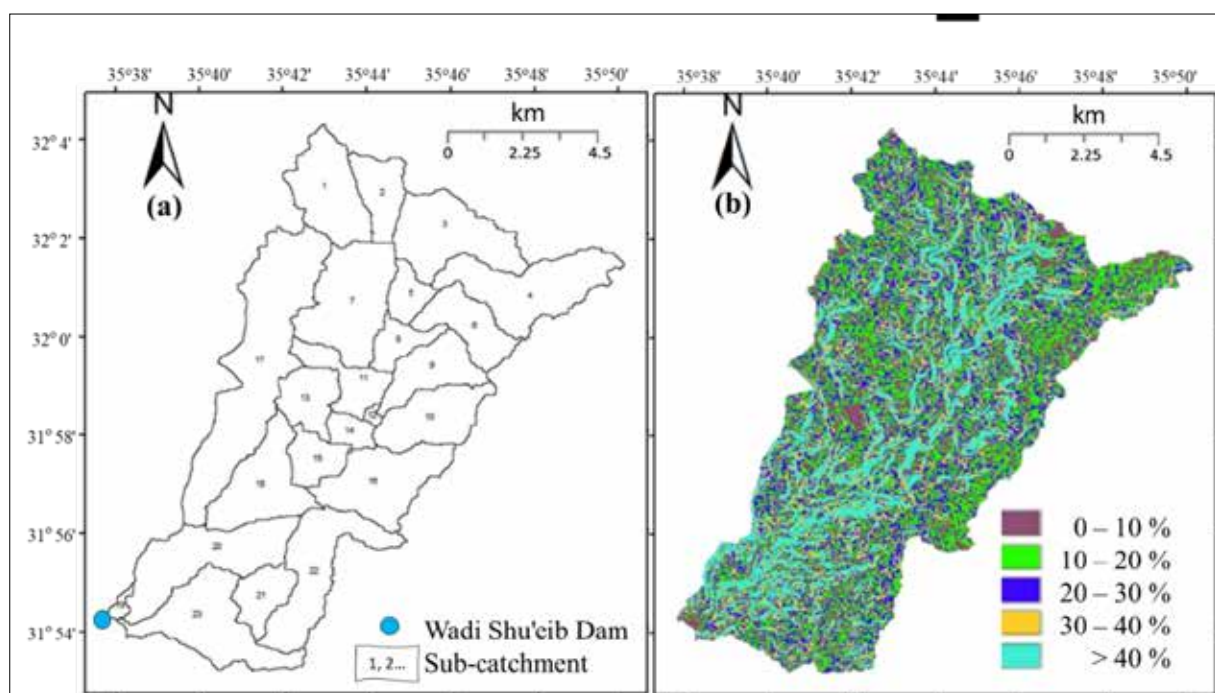 35°38' 35°40' 35°42' 35°44' 35°46' 35°48' 35°50'
N
km
0 2.25 4.5
(a)
32° 4'
32° 2'
32° 0'
31° 58'
31° 56'
31° 54'
1
2
3
4
5
6
7
8
9
10
11
12
13
14
15
16
17
18
20
21
22
23
Wadi Shu'eib Dam
1, 2... Sub-catchment
35°38' 35°40' 35°42' 35°44' 35°46' 35°48' 35°50'
N
km
0 2.25 4.5
(b)
0 – 10 %
10 – 20 %
20 – 30 %
30 – 40 %
> 40 %